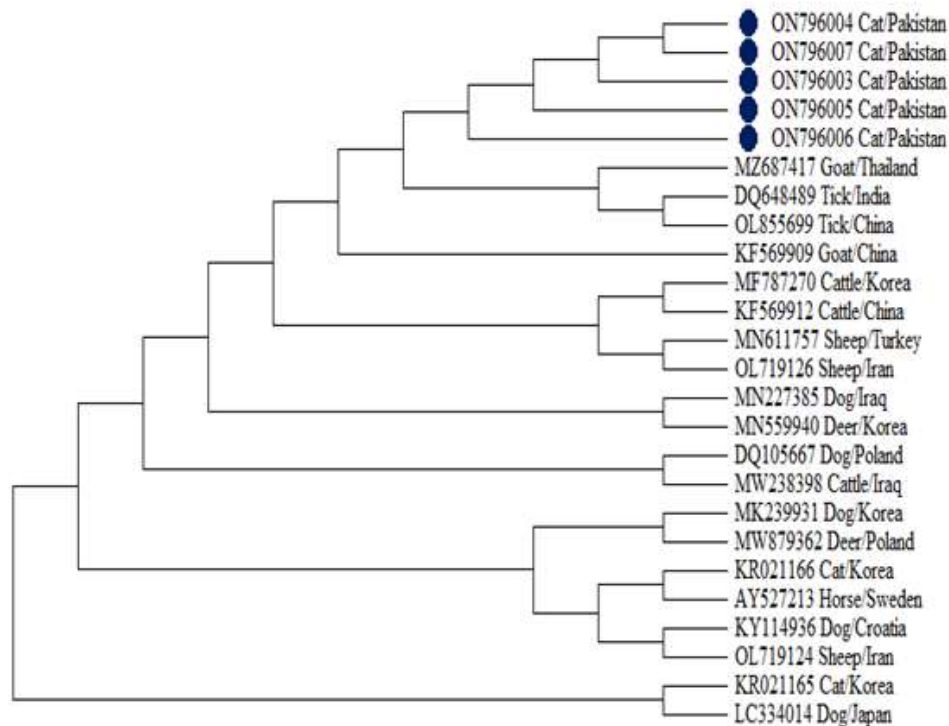 ON796004 Cat/Pakistan
ON796007 Cat/Pakistan
ON796003 Cat/Pakistan
ON796005 Cat/Pakistan
ON796006 Cat/Pakistan
MZ687417 Goat/Thailand
DQ648489 Tick/India
OL855699 Tick/China
KF569909 Goat/China
MF787270 Cattle/Korea
KF569912 Cattle/China
MN611757 Sheep/Turkey
OL719126 Sheep/Iran
MN227385 Dog/Iraq
MN559940 Deer/Korea
DQ105667 Dog/Poland
MW238398 Cattle/Iraq
MK239931 Dog/Korea
MW879362 Deer/Poland
KR021166 Cat/Korea
AY527213 Horse/Sweden
KY114936 Dog/Croatia
OL719124 Sheep/Iran
KR021165 Cat/Korea
LC334014 Dog/Japan